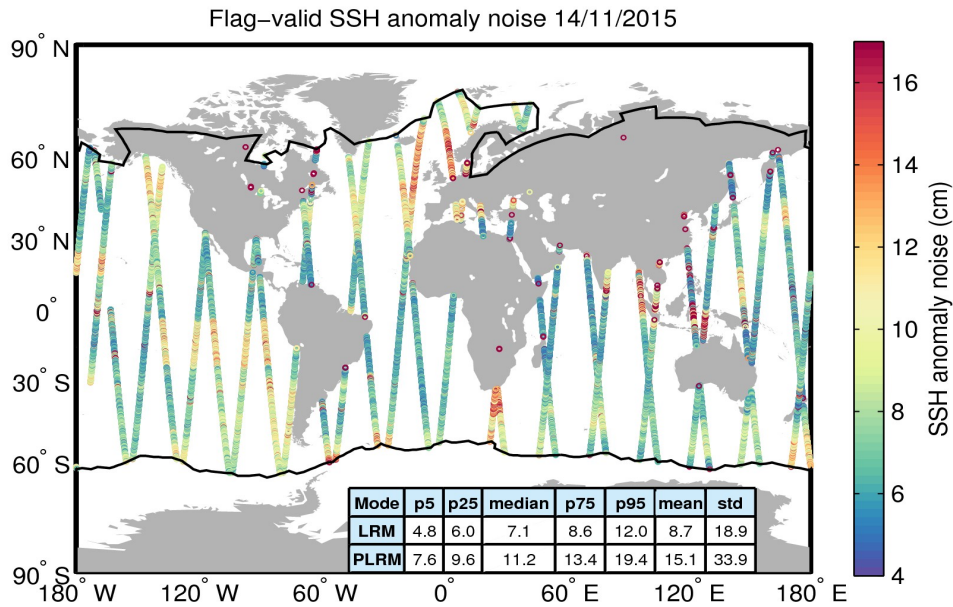 Flag−valid SSH anomaly noise 14/11/2015
90° N
60° N
30° N
0°
30° S
60° S
90° S
180° W
120° W
60° W
0°
60° E
120° E
180° E
16
14
12
10
8
6
4
SSH anomaly noise (cm)
Mode p5 p25 median p75 p95 mean std
LRM 4.8 6.0 7.1 8.6 12.0 8.7 18.9
PLRM 7.6 9.6 11.2 13.4 19.4 15.1 33.9